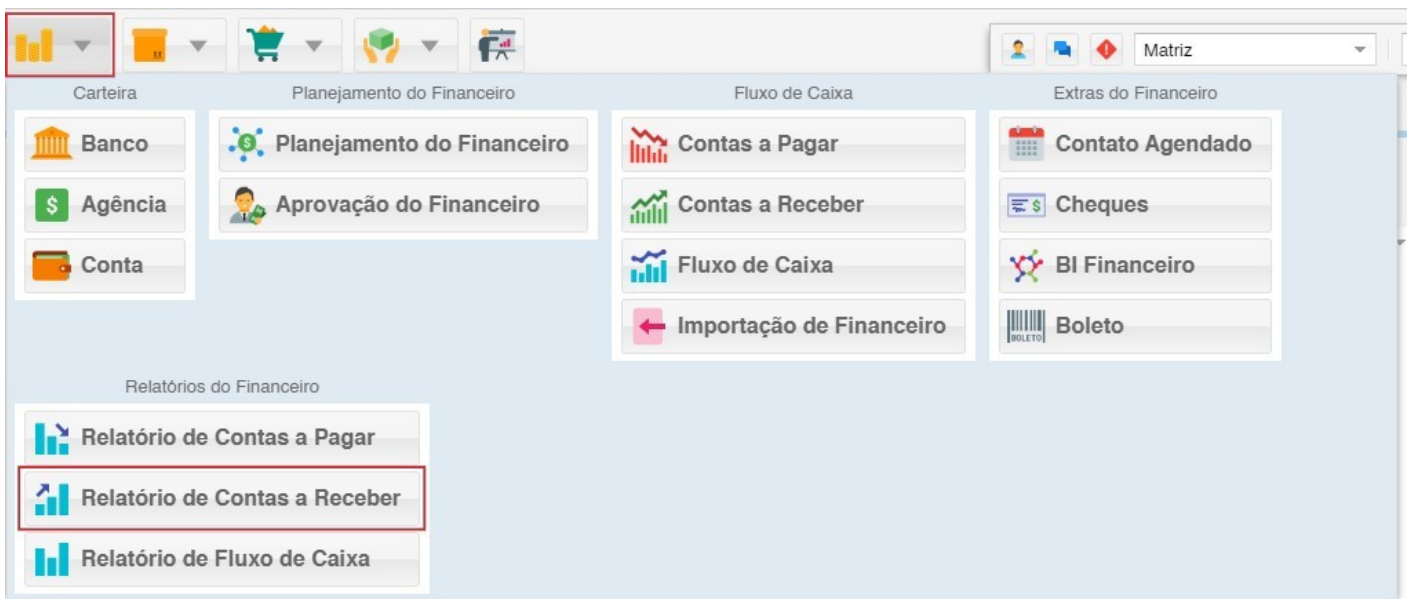 Matriz
Carteira
Banco
Agência
Conta
Planejamento do Financeiro
Planejamento do Financeiro
Aprovação do Financeiro
Fluxo de Caixa
Contas a Pagar
Contas a Receber
Fluxo de Caixa
Importação de Financeiro
Extras do Financeiro
Contato Agendado
Cheques
BI Financeiro
BOLETO
Boleto
Relatórios do Financeiro
Relatório de Contas a Pagar
Relatório de Contas a Receber
Relatório de Fluxo de Caixa